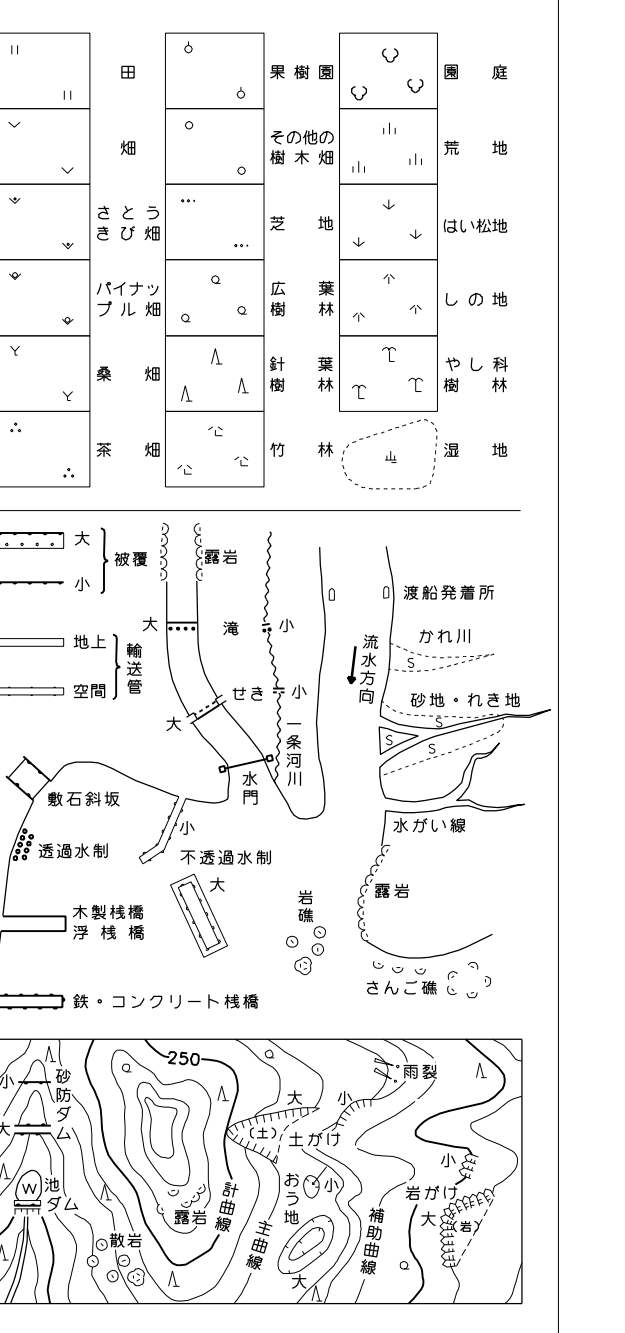 田
果樹園
園庭
畑
その他の
樹木畑
荒地
さとう
きび畑
芝地
はい松地
パイナッ
プル畑
広葉
樹林
しの地
桑畑
針葉
樹林
やし科
樹林
茶畑
竹林
湿地
大
小
被覆
地上
空間
輸送管
露岩
大
滝
小
せき
小
大
水門
一条河川
流水方向
渡船発着所
かれ川
S
砂地・れき地
S
S
S
水がい線
敷石斜坂
透過水制
小
不透過水制
大
岩礁
露岩
さんご礁
木製桟橋
浮桟橋
鉄・コンクリート桟橋
小
砂防ダム
大
W
池
ダム
散岩
250
露岩
計曲線
主曲線
大
小
(土)
土がけ
雨裂
おう地
小
大
補助曲線
小
岩がけ
大
(岩)